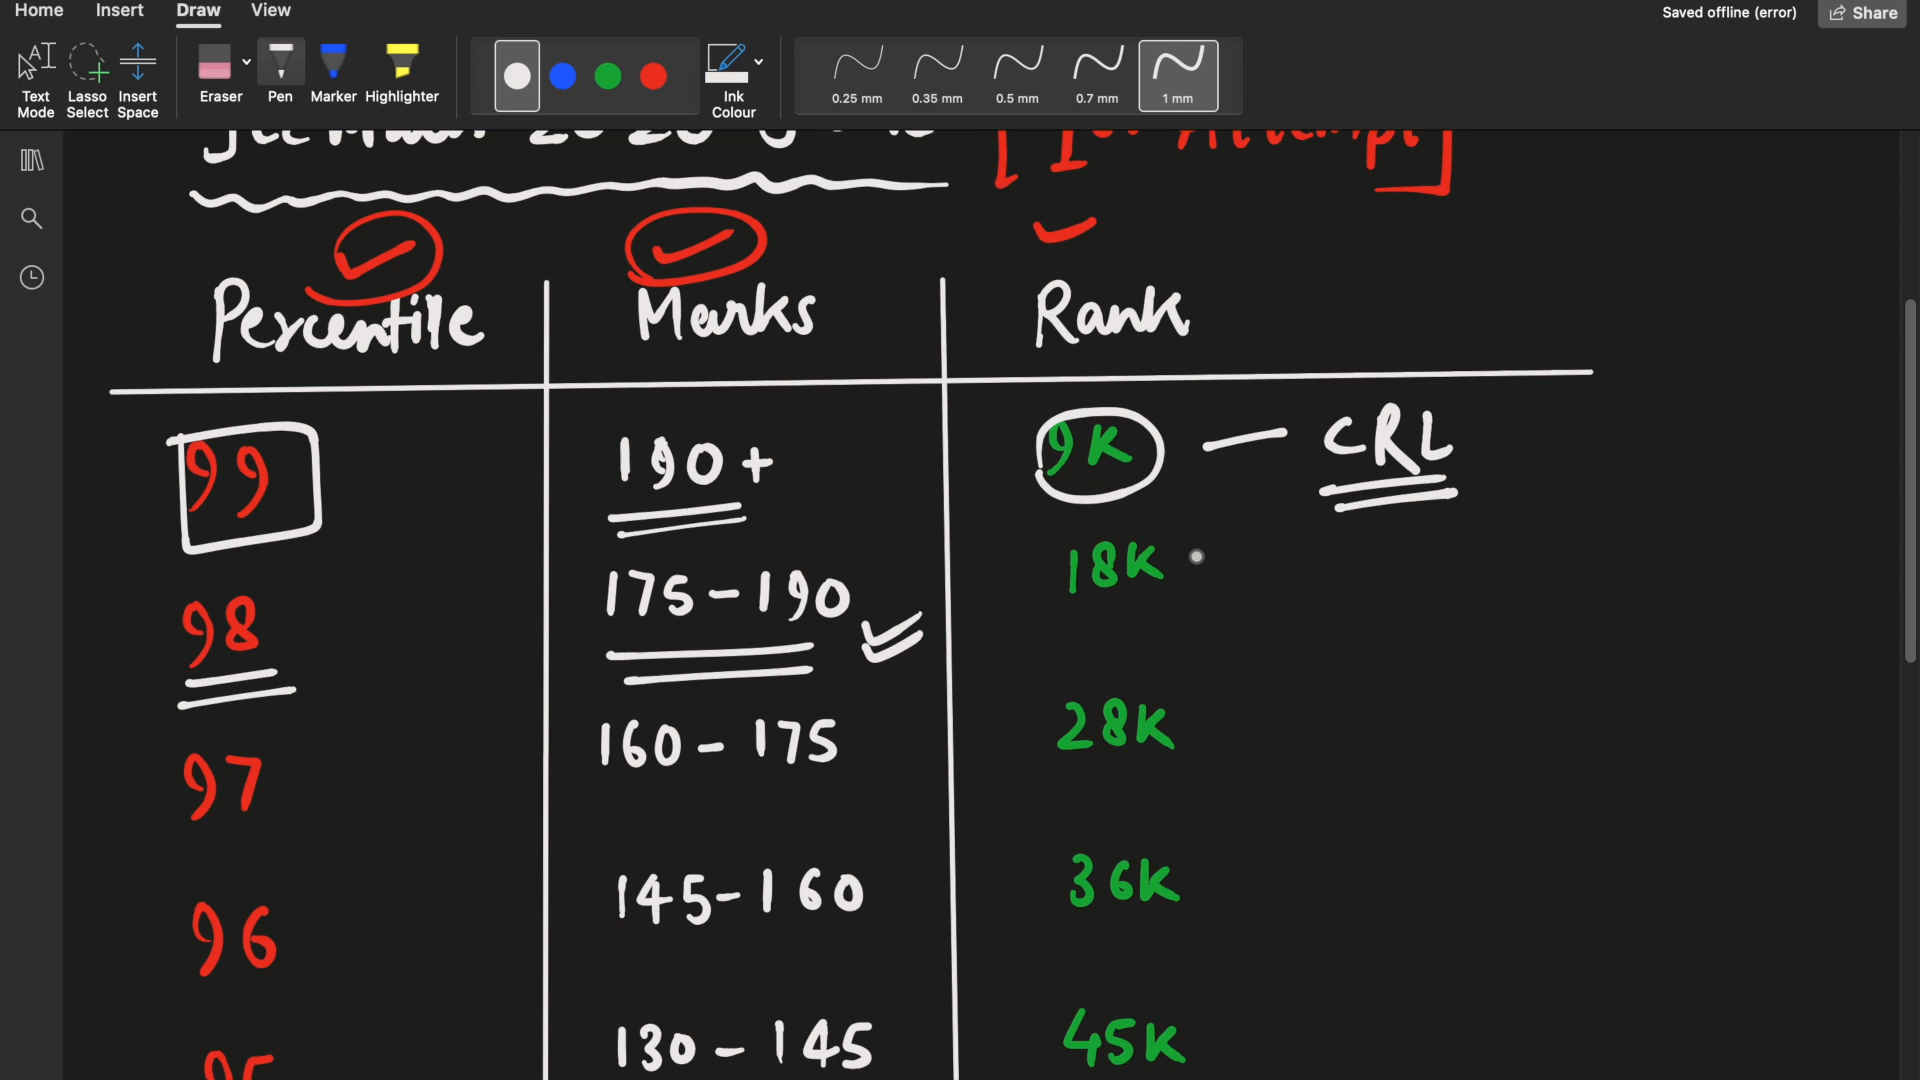 Home Insert Draw View
Saved offline (error) Share
Text Mode
Lasso Select
Insert Space
Eraser
Pen
Marker
Highlighter
Ink Colour
0.25 mm
0.35 mm
0.5 mm
0.7 mm
1 mm
Attempt]
Percentile Marks Rank
99 190+ 9K — CRL
98 175-190 18K
97 160-175 28K
96 145-160 36K
95 130-145 45K